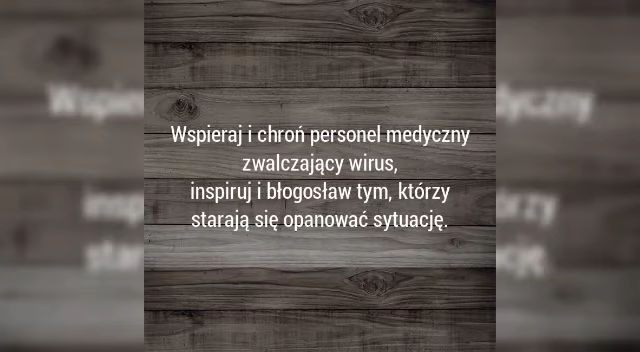 Wspieraj i chroń personel medyczny
zwalczający wirus,
inspiruj i błogosław tym, którzy
starają się opanować sytuację.